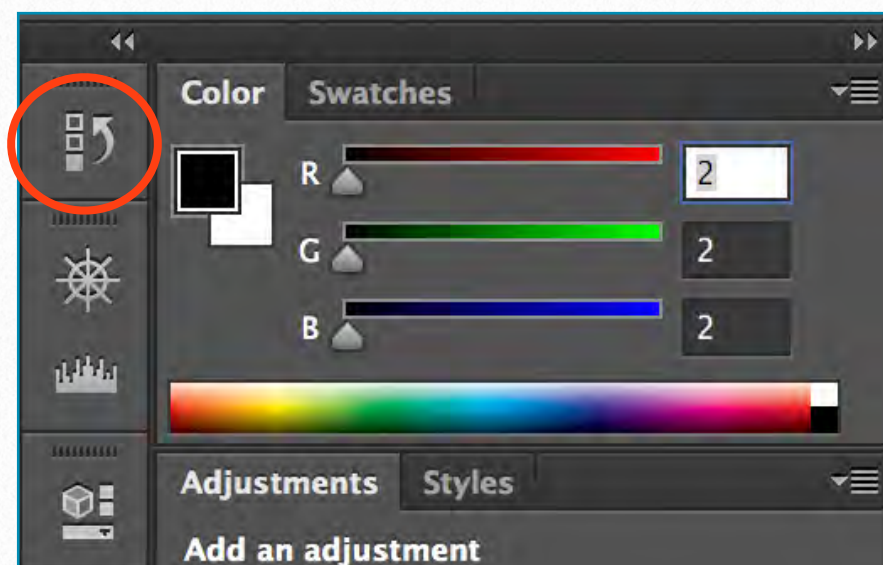 Color Swatches
R 2
G 2
B 2
Adjustments Styles
Add an adjustment